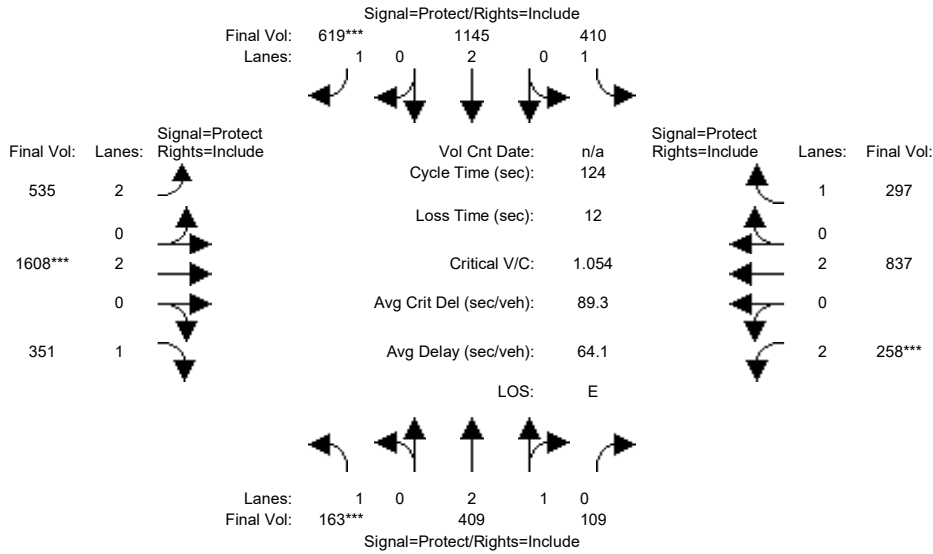 Signal=Protect/Rights=Include
Final Vol: 619*** 1145 410
Lanes: 1 0 2 0 1
Signal=Protect
Final Vol: Lanes: Rights=Include
Vol Cnt Date: n/a
Cycle Time (sec): 124
Loss Time (sec): 12
Critical V/C: 1.054
Avg Crit Del (sec/veh): 89.3
Avg Delay (sec/veh): 64.1
LOS: E
Signal=Protect
Rights=Include Lanes: Final Vol:
535 2
0
1608*** 2
0
351 1
1 297
0
2 837
0
2 258***
Lanes: 1 0 2 1 0
Final Vol: 163*** 409 109
Signal=Protect/Rights=Include